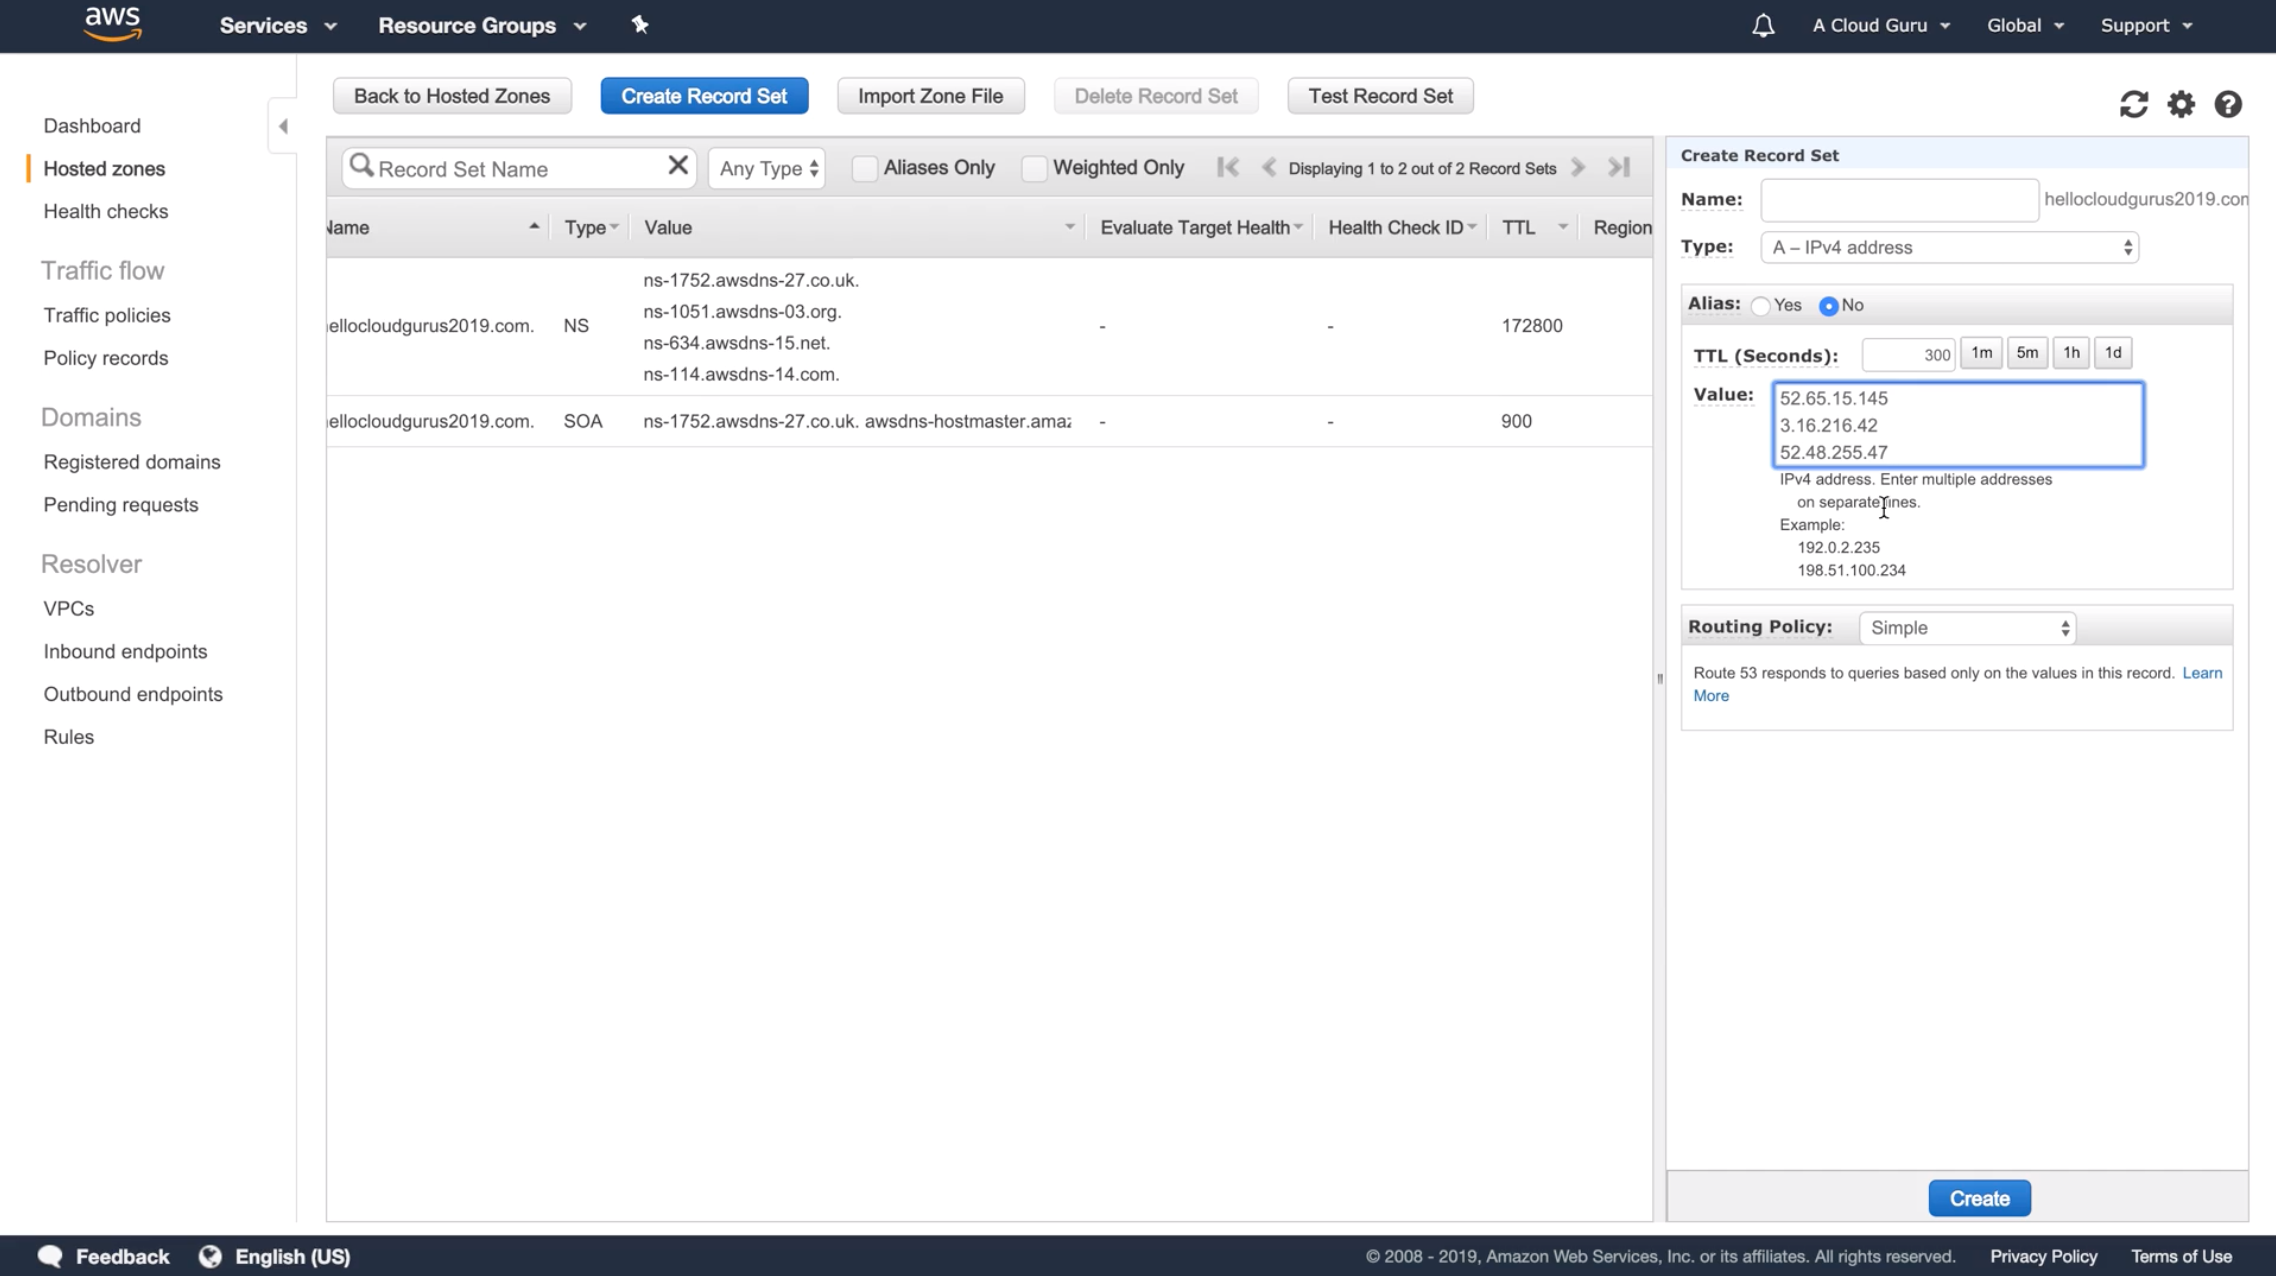 aws
Services
Resource Groups
A Cloud Guru
Global
Support
Dashboard
Hosted zones
Health checks
Traffic flow
Traffic policies
Policy records
Domains
Registered domains
Pending requests
Resolver
VPCs
Inbound endpoints
Outbound endpoints
Rules
Back to Hosted Zones
Create Record Set
Import Zone File
Delete Record Set
Test Record Set
Record Set Name
Any Type
Aliases Only
Weighted Only
Displaying 1 to 2 out of 2 Record Sets
Name Type Value Evaluate Target Health Health Check ID TTL Region
ellocloudgurus2019.com. NS
ns-1752.awsdns-27.co.uk.
ns-1051.awsdns-03.org.
ns-634.awsdns-15.net.
ns-114.awsdns-14.com.
- - 172800
ellocloudgurus2019.com. SOA ns-1752.awsdns-27.co.uk. awsdns-hostmaster.amaz - - 900
Create Record Set
Name: hellocloudgurus2019.com
Type: A – IPv4 address
Alias: Yes No
TTL (Seconds): 300 1m 5m 1h 1d
Value: 52.65.15.145
3.16.216.42
52.48.255.47
IPv4 address. Enter multiple addresses
on separate lines.
Example:
192.0.2.235
198.51.100.234
Routing Policy: Simple
Route 53 responds to queries based only on the values in this record. Learn
More
Create
Feedback
English (US)
© 2008 - 2019, Amazon Web Services, Inc. or its affiliates. All rights reserved.
Privacy Policy
Terms of Use